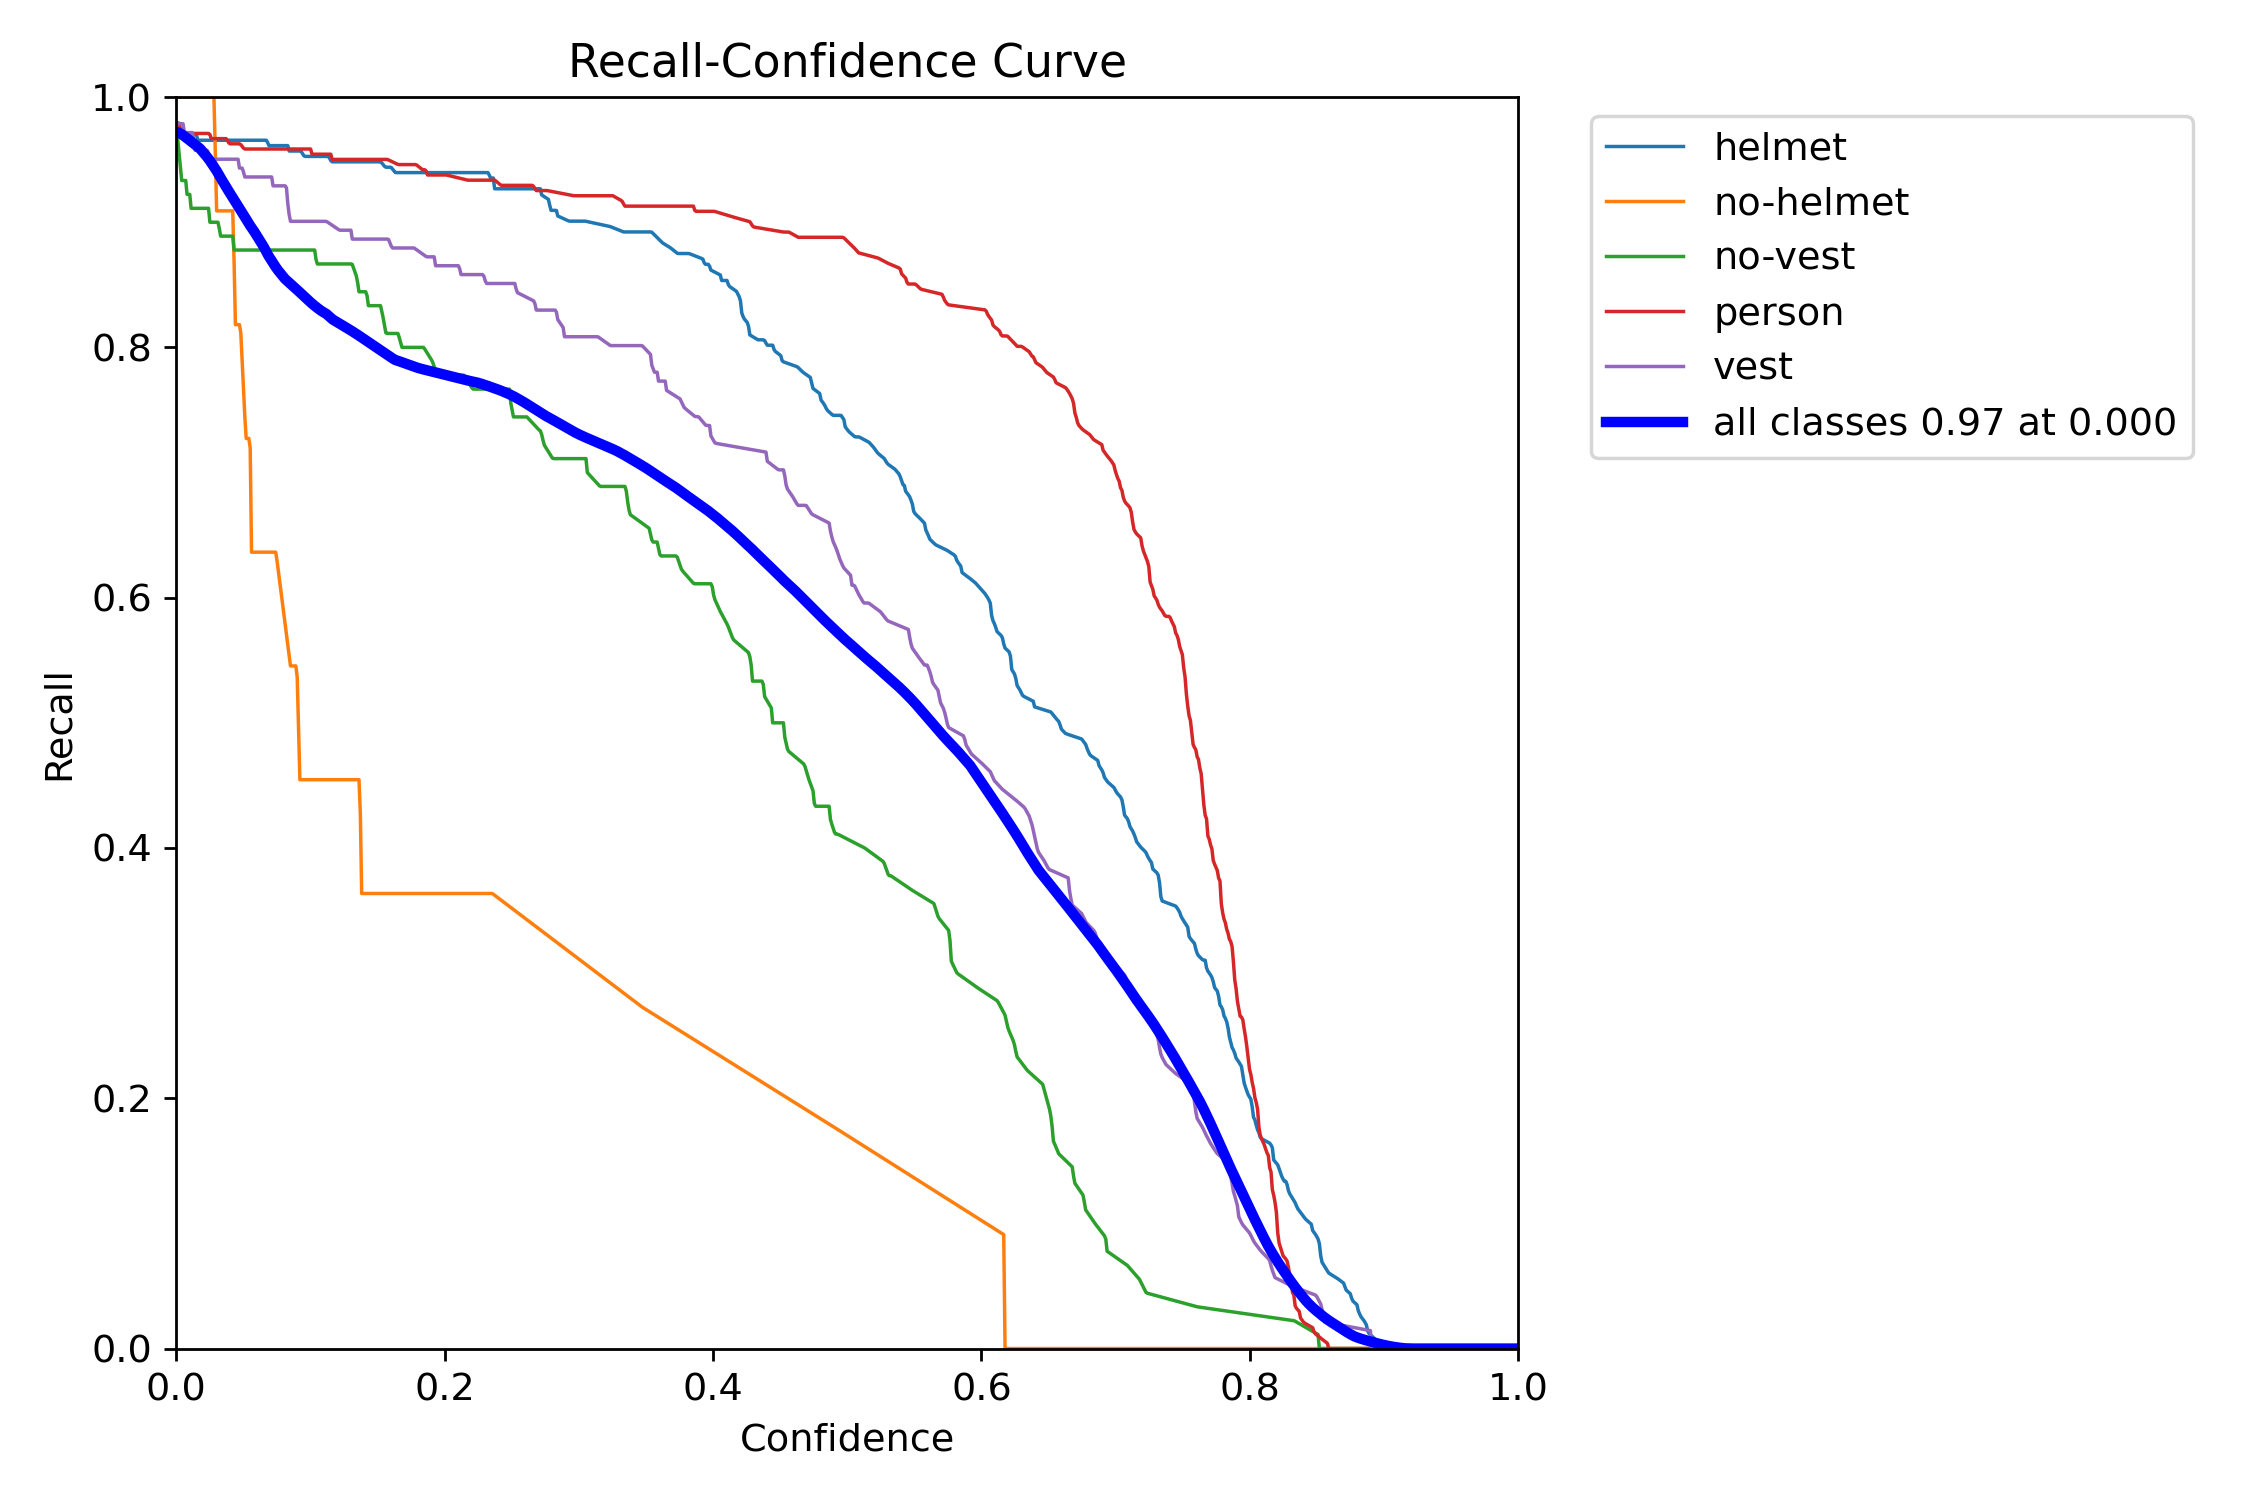 Recall-Confidence Curve
1.0
0.8
0.6
0.4
0.2
0.0
Recall
0.0 0.2 0.4 0.6 0.8 1.0
Confidence
helmet
no-helmet
no-vest
person
vest
all classes 0.97 at 0.000